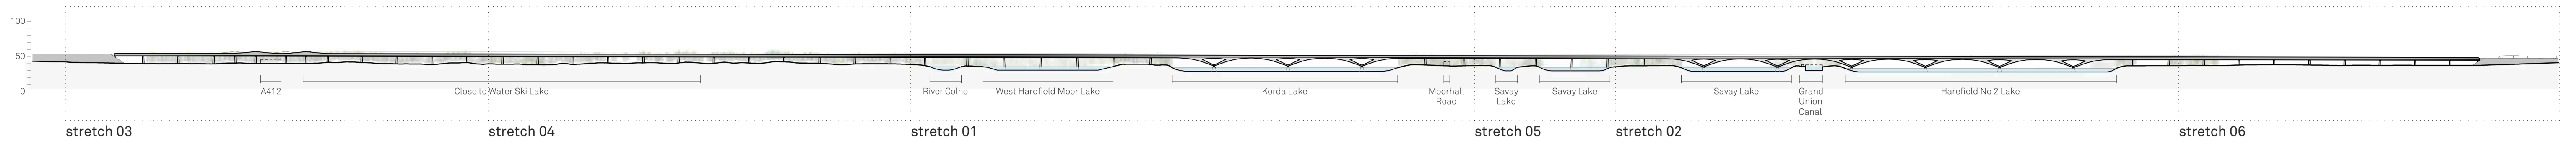 100
50
0
A412
Close to Water Ski Lake
River Colne
West Harefield Moor Lake
Korda Lake
Moorhall
Road
Savay
Lake
Savay Lake
Savay Lake
Grand
Union
Canal
Harefield No 2 Lake
stretch 03
stretch 04
stretch 01
stretch 05
stretch 02
stretch 06